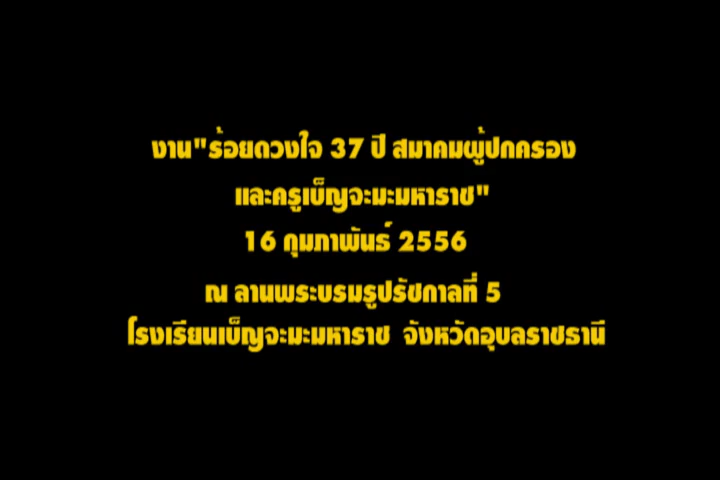 งาน"ร้อยดวงใจ 37 ปี สมาคมผู้ปกครอง
และครูเบ็ญจะมะมหาราช"
16 กุมภาพันธ์ 2556
ณ ลานพระบรมรูปรัชกาลที่ 5
โรงเรียนเบ็ญจะมะมหาราช จังหวัดอุบลราชธานี